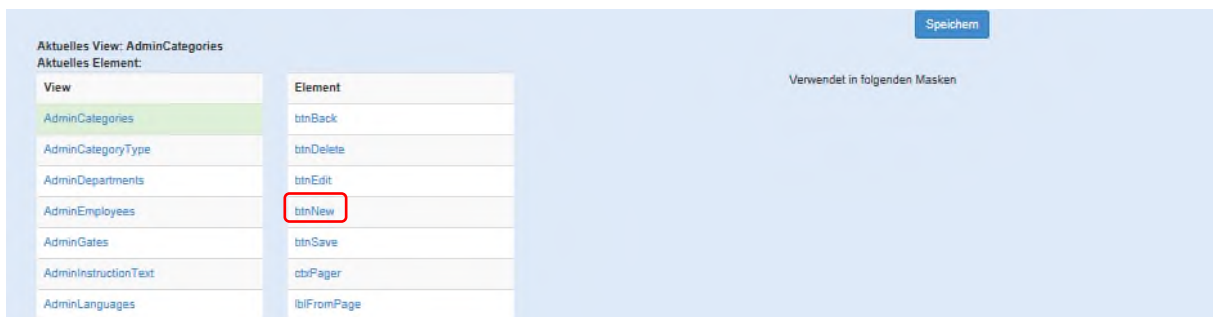 Speichern
Aktuelles View: AdminCategories
Aktuelles Element:
Verwendet in folgenden Masken
View Element
AdminCategories btnBack
AdminCategoryType btnDelete
AdminDepartments btnEdit
AdminEmployees btnNew
AdminGates btnSave
AdminInstructionText ctxPager
AdminLanguages lblFromPage